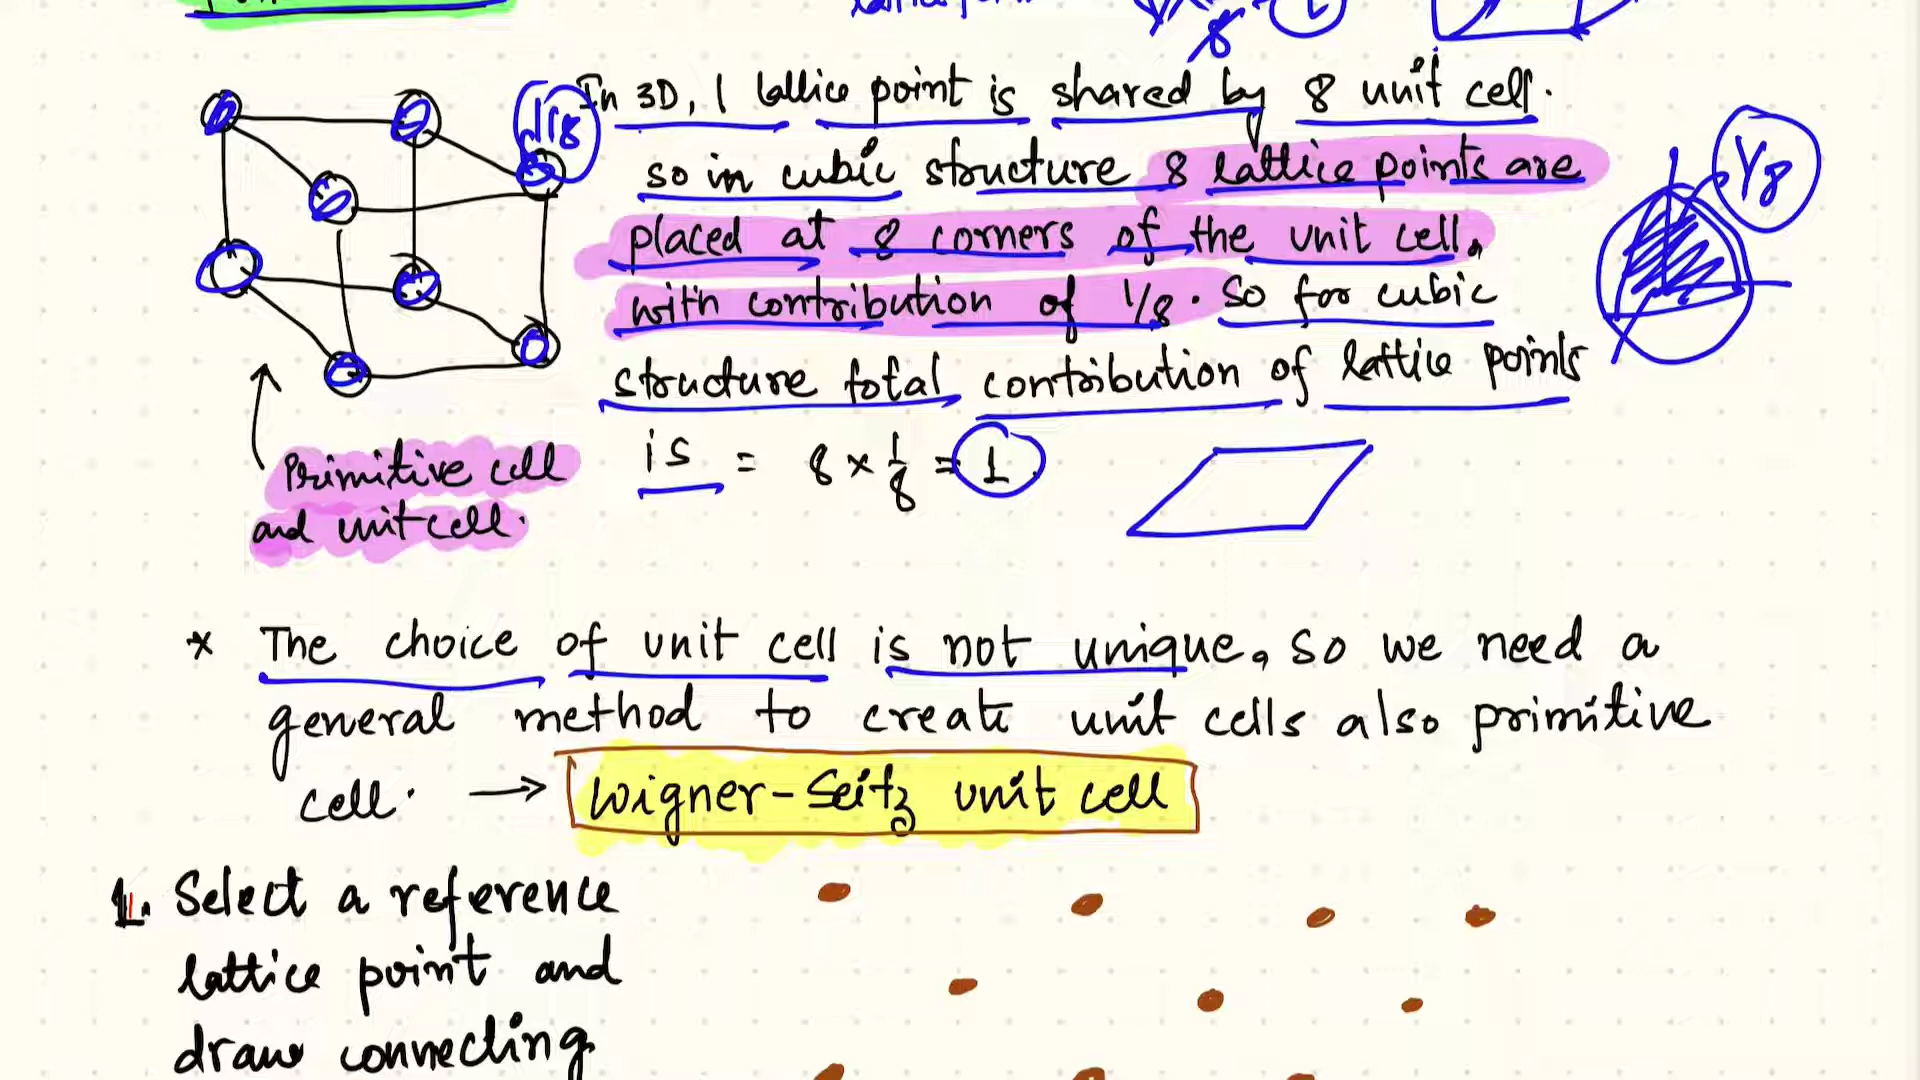 8
1/8
In 3D, 1 lattice point is shared by 8 unit cell.
so in cubic structure 8 lattice points are
placed at 8 corners of the unit cell,
with contribution of 1/8. So for cubic
structure total contribution of lattice points
is = 8 × 1/8 = 1
1/8
Primitive cell
and unit cell.
* The choice of unit cell is not unique, so we need a
general method to create unit cells also primitive
cell. → Wigner-Seitz unit cell
1. Select a reference
lattice point and
draw connecting